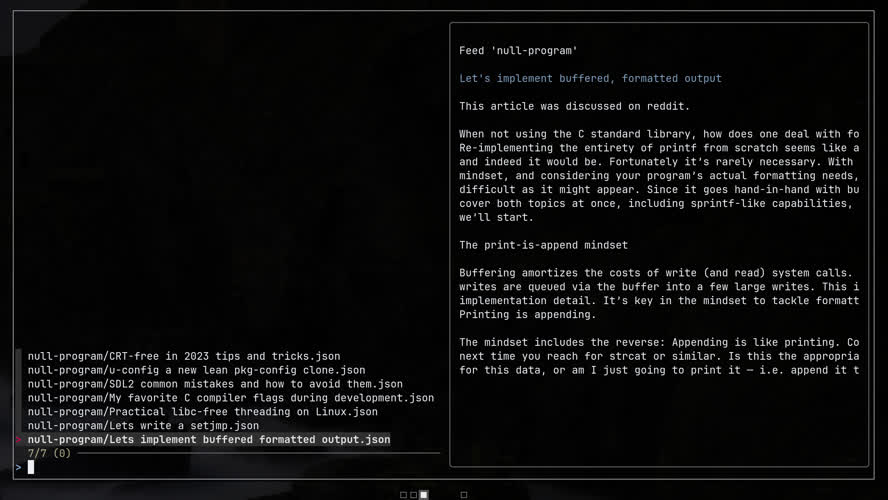 null-program/CRT-free in 2023 tips and tricks.json
null-program/u-config a new lean pkg-config clone.json
null-program/SDL2 common mistakes and how to avoid them.json
null-program/My favorite C compiler flags during development.json
null-program/Practical libc-free threading on Linux.json
null-program/Lets write a setjmp.json
> null-program/Lets implement buffered formatted output.json
7/7 (0)
>
Feed 'null-program'
Let's implement buffered, formatted output
This article was discussed on reddit.
When not using the C standard library, how does one deal with fo
Re-implementing the entirety of printf from scratch seems like a
and indeed it would be. Fortunately it’s rarely necessary. With
mindset, and considering your program’s actual formatting needs,
difficult as it might appear. Since it goes hand-in-hand with bu
cover both topics at once, including sprintf-like capabilities,
we’ll start.
The print-is-append mindset
Buffering amortizes the costs of write (and read) system calls.
writes are queued via the buffer into a few large writes. This i
implementation detail. It’s key in the mindset to tackle formatt
Printing is appending.
The mindset includes the reverse: Appending is like printing. Co
next time you reach for strcat or similar. Is this the appropria
for this data, or am I just going to print it — i.e. append it t